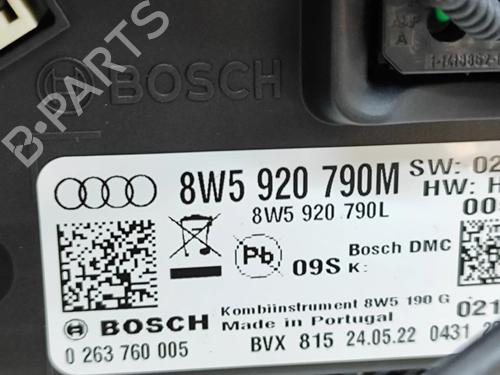 BOSCH
B-PARTS
8W5 920 790M
SW: 02
8W5 920 790L
HW: H
Pb
09S
Bosch DMC
K:
Kombiinstrument 8W5 190 G
021
BOSCH
Made in Portugal
0 263 760 005
BVX 815 24.05.22 0431